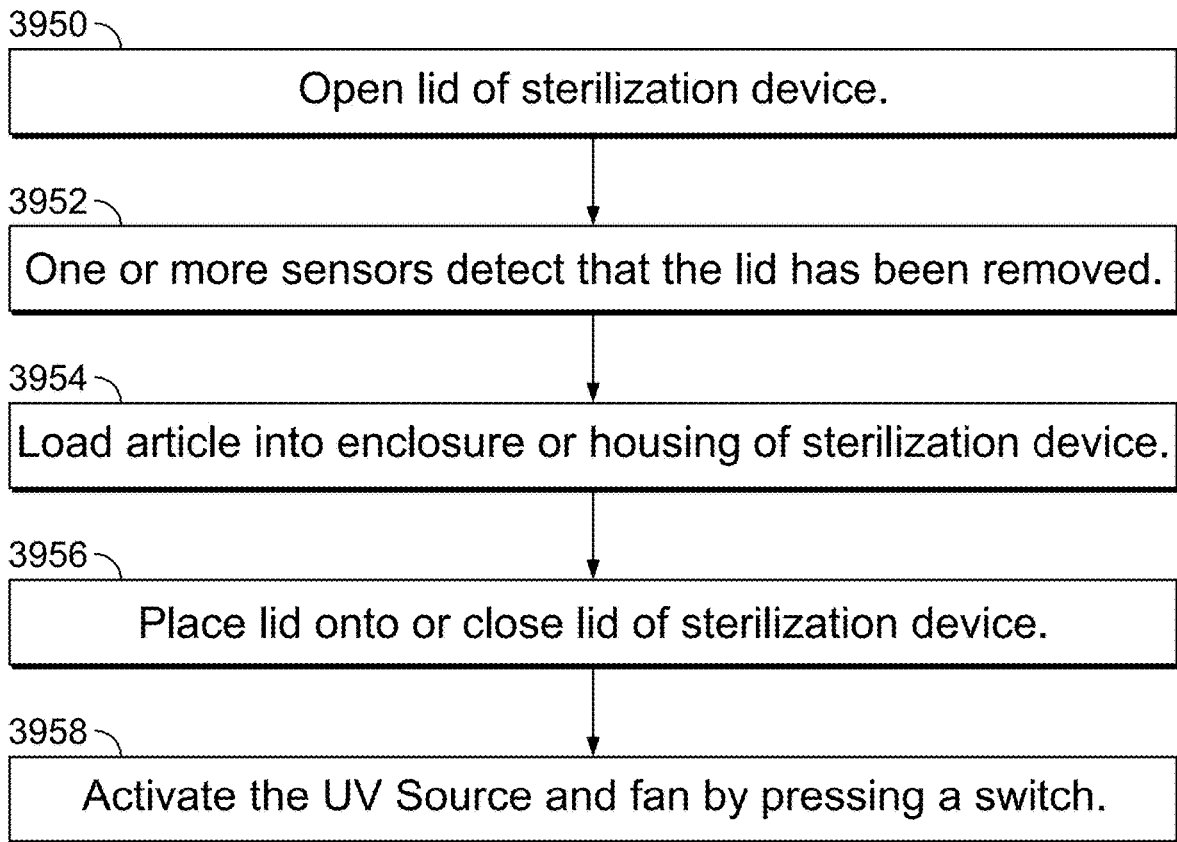 3950
Open lid of sterilization device.
3952
One or more sensors detect that the lid has been removed.
3954
Load article into enclosure or housing of sterilization device.
3956
Place lid onto or close lid of sterilization device.
3958
Activate the UV Source and fan by pressing a switch.